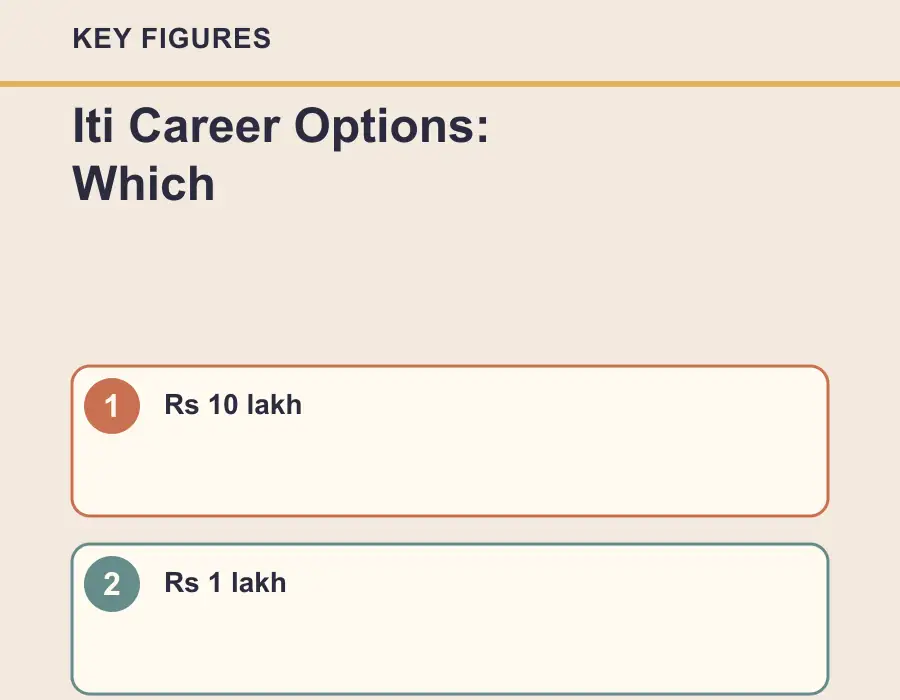 KEY FIGURES
Iti Career Options:
Which
1 Rs 10 lakh
2 Rs 1 lakh